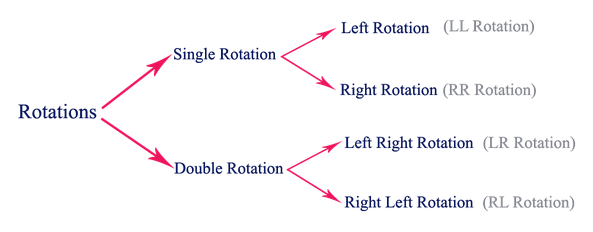 Left Rotation (LL Rotation)
Single Rotation
Right Rotation (RR Rotation)
Rotations
Left Right Rotation (LR Rotation)
Double Rotation
Right Left Rotation (RL Rotation)